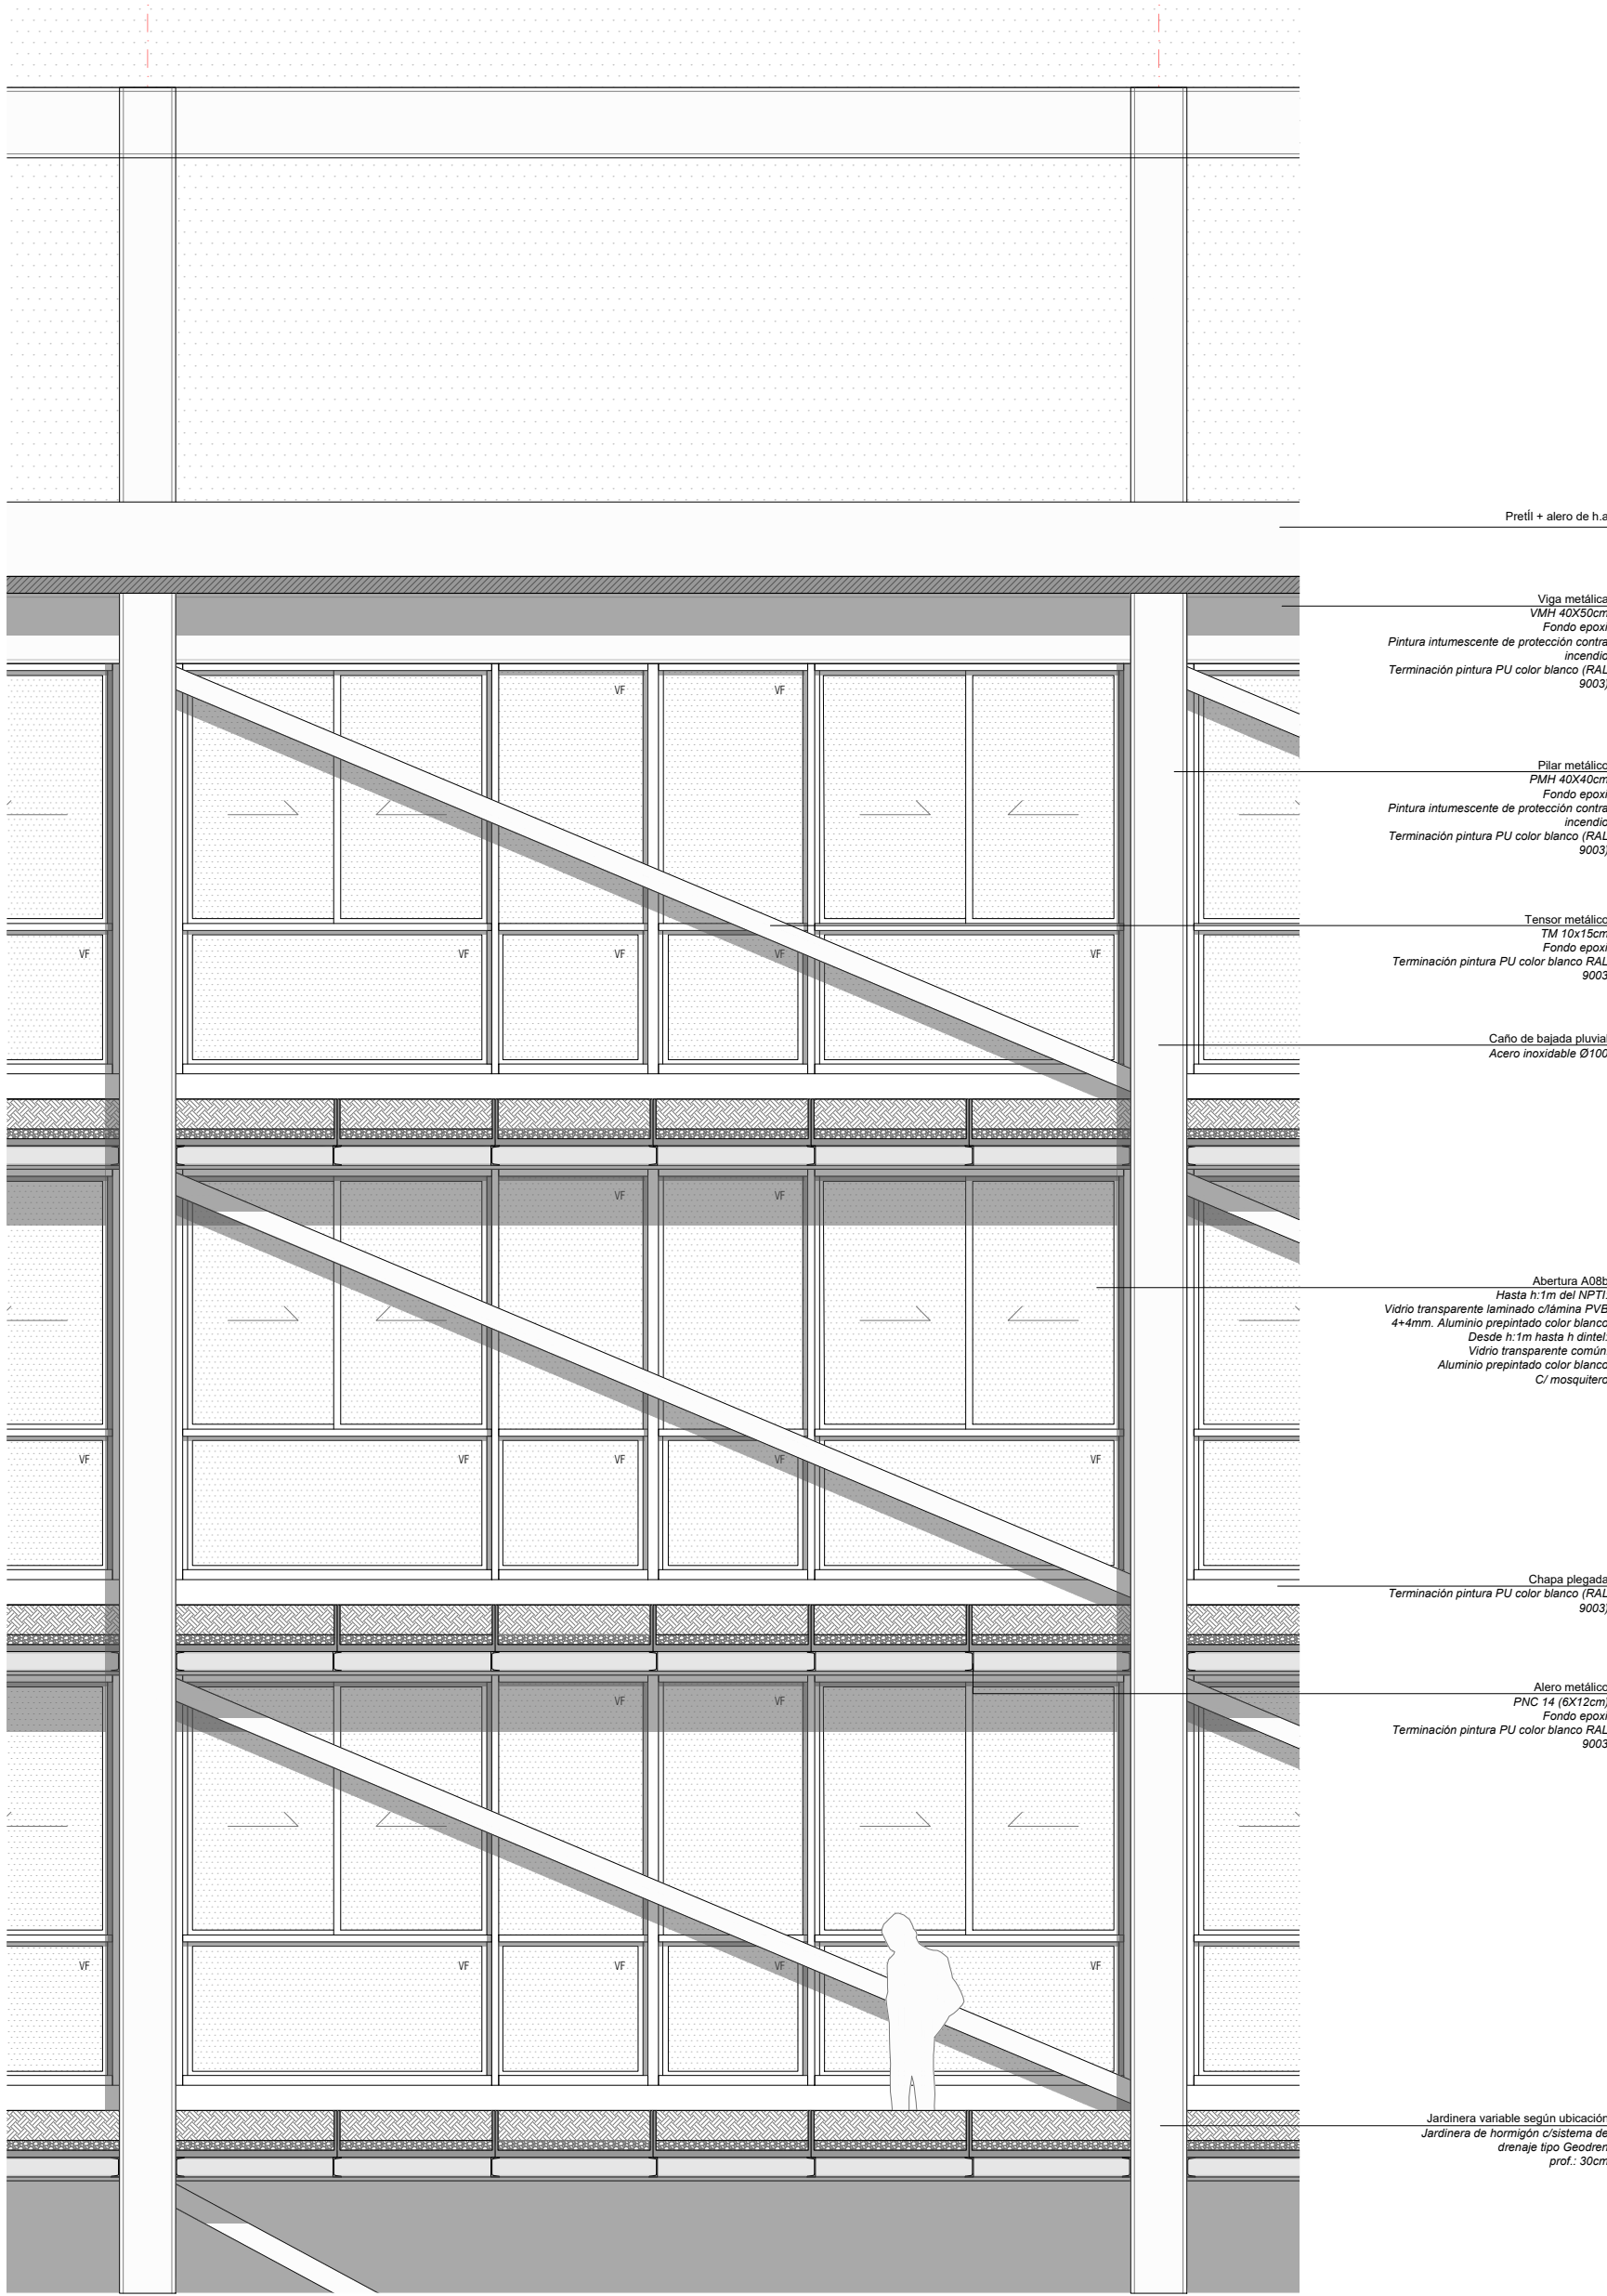 Pretíl + alero de h.a
Viga metálica
VMH 40X50cm
Fondo epoxi
Pintura intumescente de protección contra
incendio
Terminación pintura PU color blanco (RAL
9003)
VF VF
Pilar metálico
PMH 40X40cm
Fondo epoxi
Pintura intumescente de protección contra
incendio
Terminación pintura PU color blanco (RAL
9003)
Tensor metálico
TM 10x15cm
Fondo epoxi
Terminación pintura PU color blanco RAL
9003
VF VF VF VF VF
Caño de bajada pluvial
Acero inoxidable Ø100
VF VF
Abertura A08b
Hasta h:1m del NPTI:
Vidrio transparente laminado c/lámina PVB
4+4mm. Aluminio prepintado color blanco
Desde h:1m hasta h dintel:
Vidrio transparente común.
Aluminio prepintado color blanco
C/ mosquitero
VF VF VF VF VF
Chapa plegada
Terminación pintura PU color blanco (RAL
9003)
Alero metálico
PNC 14 (6X12cm)
Fondo epoxi
Terminación pintura PU color blanco RAL
9003
VF VF
VF VF VF VF VF
Jardinera variable según ubicación
Jardinera de hormigón c/sistema de
drenaje tipo Geodren
prof.: 30cm